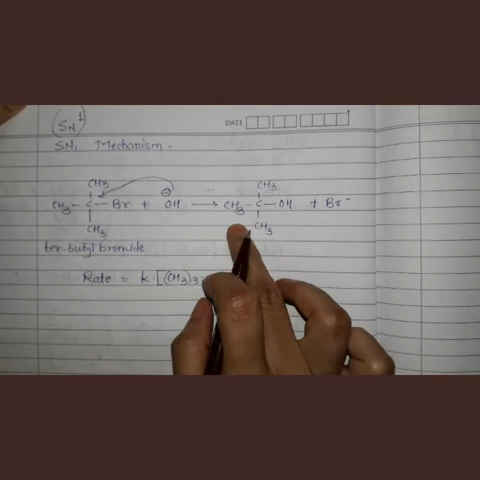 SN1
DATE
SN1 Mechanism -
CH3 CH3
CH3 - C - Br + OH⊖ → CH3 - C - OH + Br⁻
CH3 CH3
ter-butyl bromide
Rate = k·[(CH3)3-